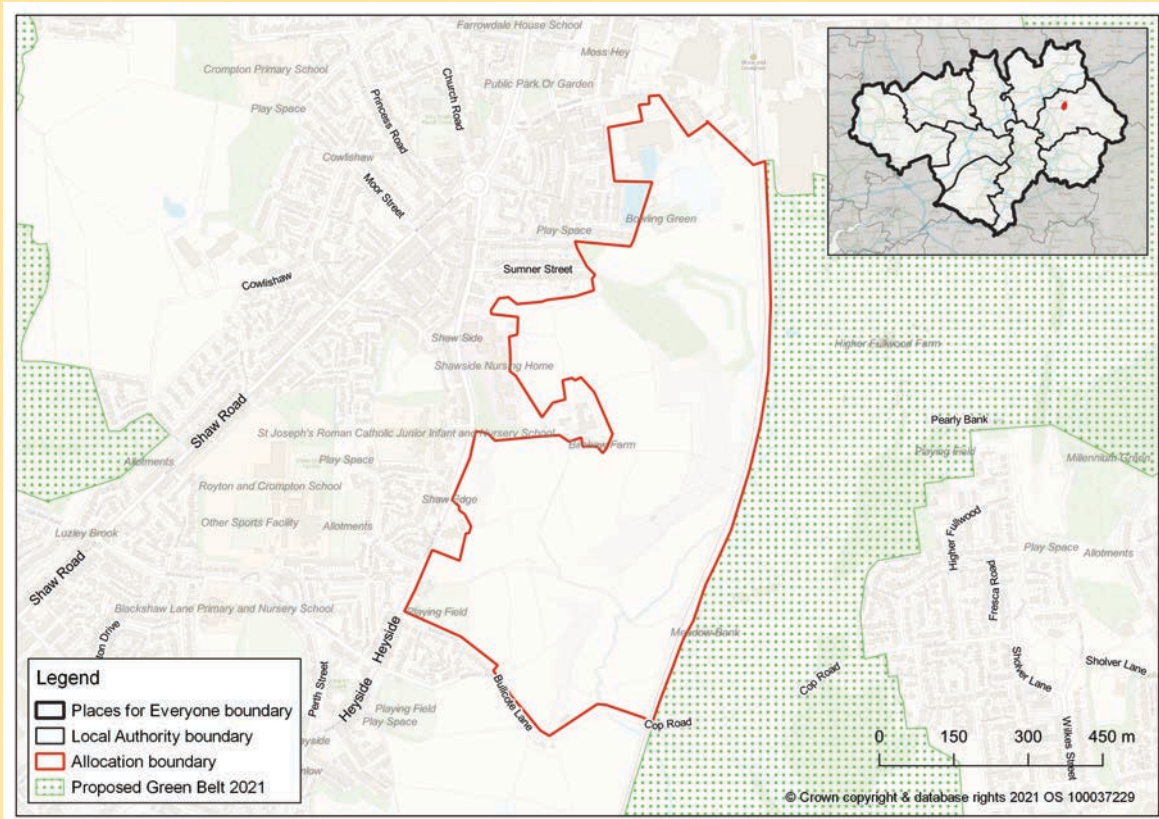 Farrowdale House School
Moss Hey
Crompton Primary School
Public Park Or Garden
Play Space
Princess Road
Church Road
Cowlishaw
Moor Street
Bowling Green
Play Space
Sumner Street
Cowlishaw
Shaw Side
Higher Fullwood Farm
Shawside Nursing Home
Shaw Road
Pearly Bank
St Joseph's Roman Catholic Junior Infant and Nursery School
Playing Field
Millennium Green
Allotments
Play Space
Royton and Crompton School
Shaw Edge
Other Sports Facility
Allotments
Luzley Brook
Higher Fullwood
Play Space
Allotments
Fresca Road
Shaw Road
Blackshaw Lane Primary and Nursery School
Playing Field
Meadow Bank
Heyside
Sholver Lane
Sholver Lane
Cop Road
Perth Street
Bullcote Lane
Heyside
Playing Field
Play Space
Cop Road
Wilkes Street
Legend
Places for Everyone boundary
Local Authority boundary
Allocation boundary
Proposed Green Belt 2021
0 150 300 450 m
© Crown copyright & database rights 2021 OS 100037229